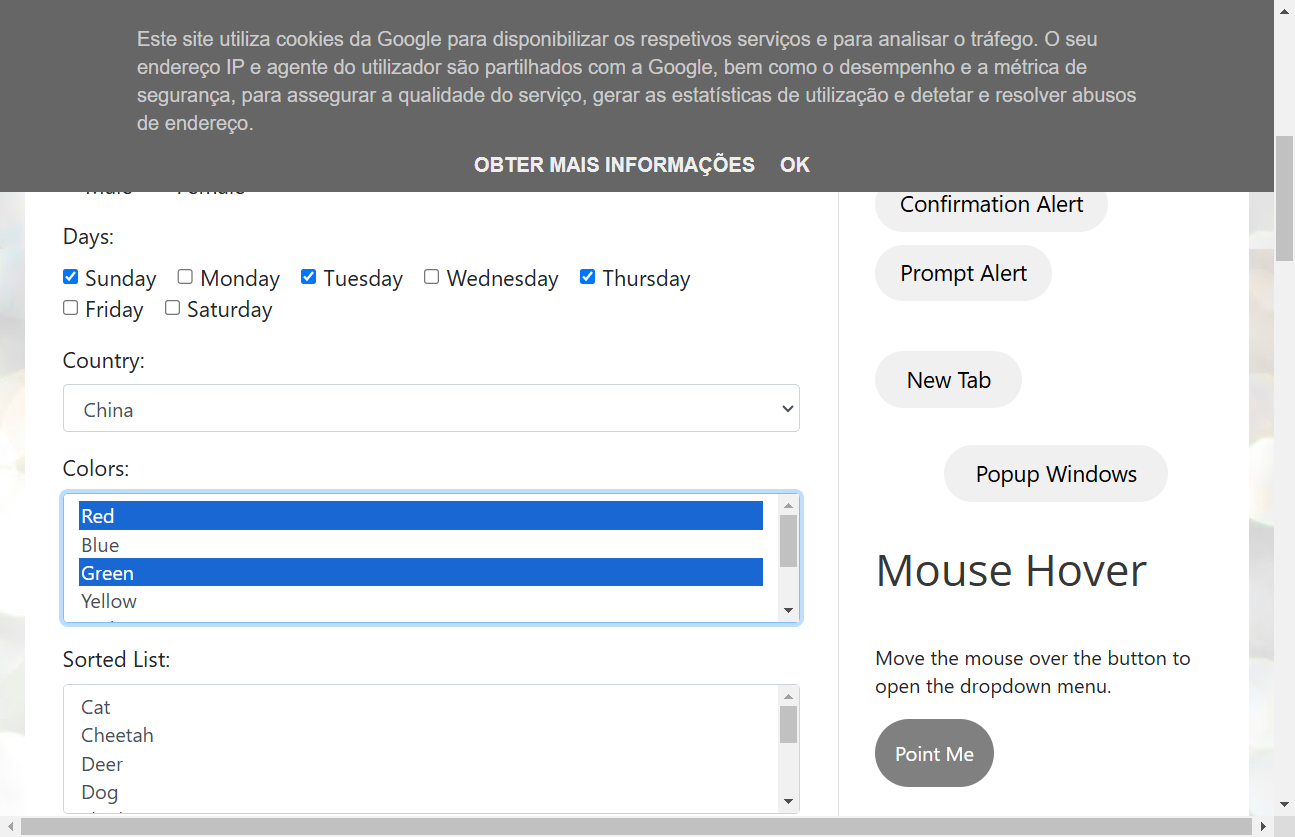 Este site utiliza cookies da Google para disponibilizar os respetivos serviços e para analisar o tráfego. O seu
endereço IP e agente do utilizador são partilhados com a Google, bem como o desempenho e a métrica de
segurança, para assegurar a qualidade do serviço, gerar as estatísticas de utilização e detetar e resolver abusos
de endereço.
OBTER MAIS INFORMAÇÕES OK
Days:
Sunday Monday Tuesday Wednesday Thursday
Friday Saturday
Country:
China
Colors:
Red
Blue
Green
Yellow
Sorted List:
Cat
Cheetah
Deer
Dog
Confirmation Alert
Prompt Alert
New Tab
Popup Windows
Mouse Hover
Move the mouse over the button to
open the dropdown menu.
Point Me